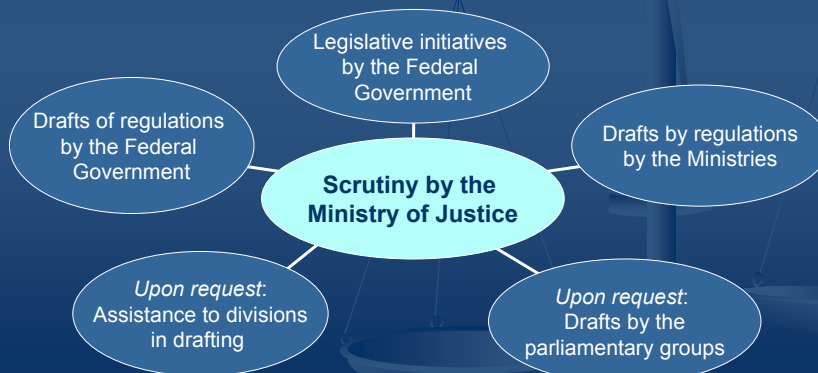 Legislative initiatives
by the Federal
Government
Drafts of regulations
by the Federal
Government
Drafts by regulations
by the Ministries
Scrutiny by the
Ministry of Justice
Upon request:
Assistance to divisions
in drafting
Upon request:
Drafts by the
parliamentary groups